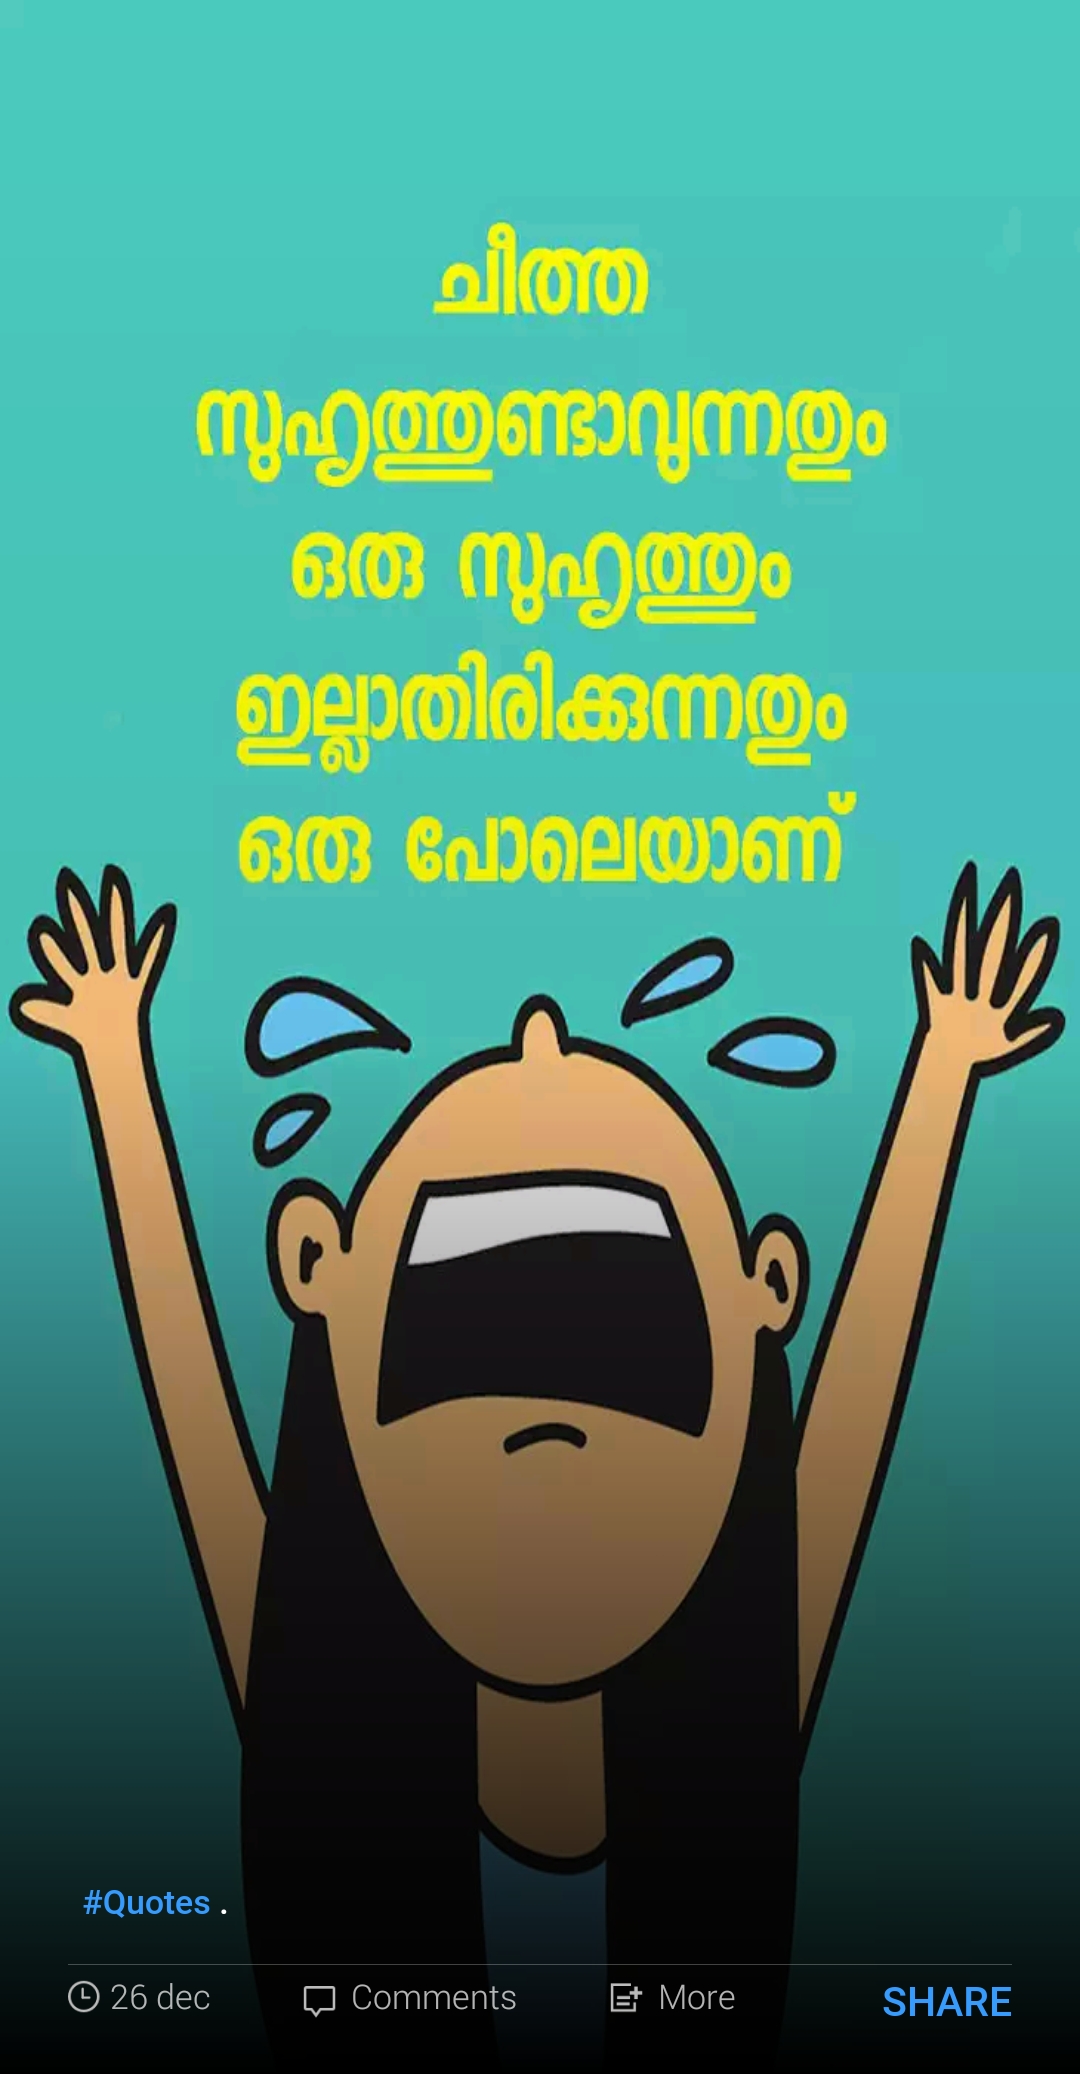 ചീത്ത
സുഹൃത്തുണ്ടാവുന്നതും
ഒരു സുഹൃത്തും
ഇല്ലാതിരിക്കുന്നതും
ഒരു പോലെയാണ്
#Quotes .
26 dec Comments More SHARE